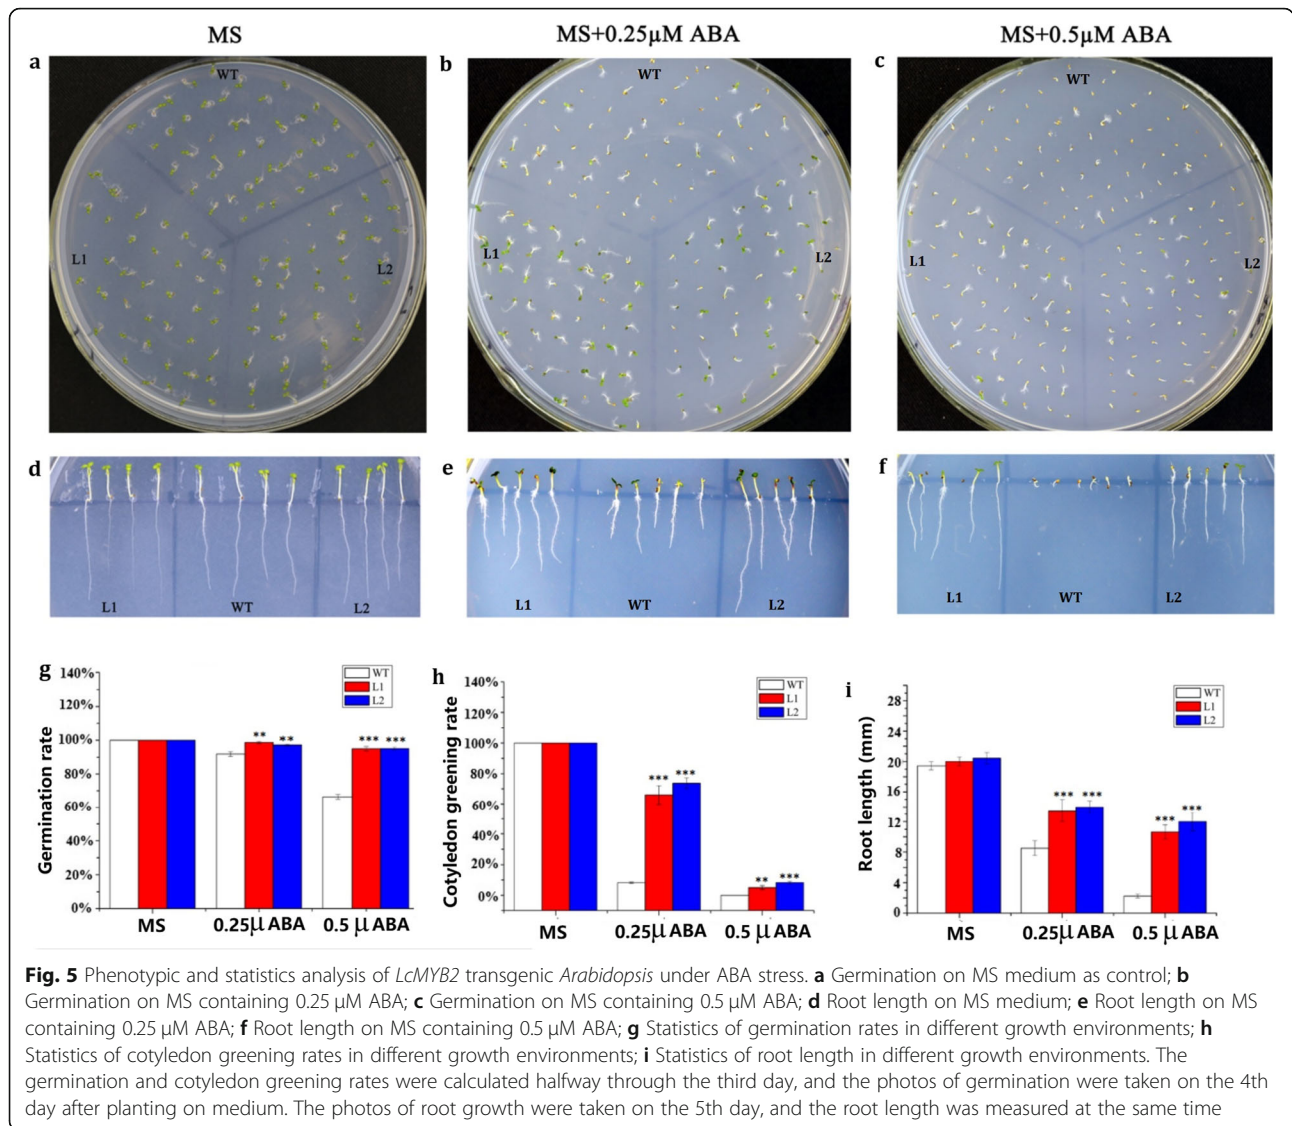 MS
MS+0.25μM ABA
MS+0.5μM ABA
a
WT
L1
L2
b
WT
L1
L2
c
WT
L1
L2
d
L1
WT
L2
e
L1
WT
L2
f
L1
WT
L2
g
140%
120%
100%
80%
60%
40%
20%
0%
Germination rate
WT
L1
L2
** **
*** ***
MS
0.25μ ABA
0.5 μ ABA
h
140%
120%
100%
80%
60%
40%
20%
0%
Cotyledon greening rate
WT
L1
L2
*** ***
** ***
MS
0.25μ ABA
0.5 μ ABA
i
28
24
20
16
12
8
4
0
Root length (mm)
WT
L1
L2
*** ***
*** ***
MS
0.25μ ABA
0.5 μ ABA
Fig. 5 Phenotypic and statistics analysis of LcMYB2 transgenic Arabidopsis under ABA stress. a Germination on MS medium as control; b
Germination on MS containing 0.25 μM ABA; c Germination on MS containing 0.5 μM ABA; d Root length on MS medium; e Root length on MS
containing 0.25 μM ABA; f Root length on MS containing 0.5 μM ABA; g Statistics of germination rates in different growth environments; h
Statistics of cotyledon greening rates in different growth environments; i Statistics of root length in different growth environments. The
germination and cotyledon greening rates were calculated halfway through the third day, and the photos of germination were taken on the 4th
day after planting on medium. The photos of root growth were taken on the 5th day, and the root length was measured at the same time